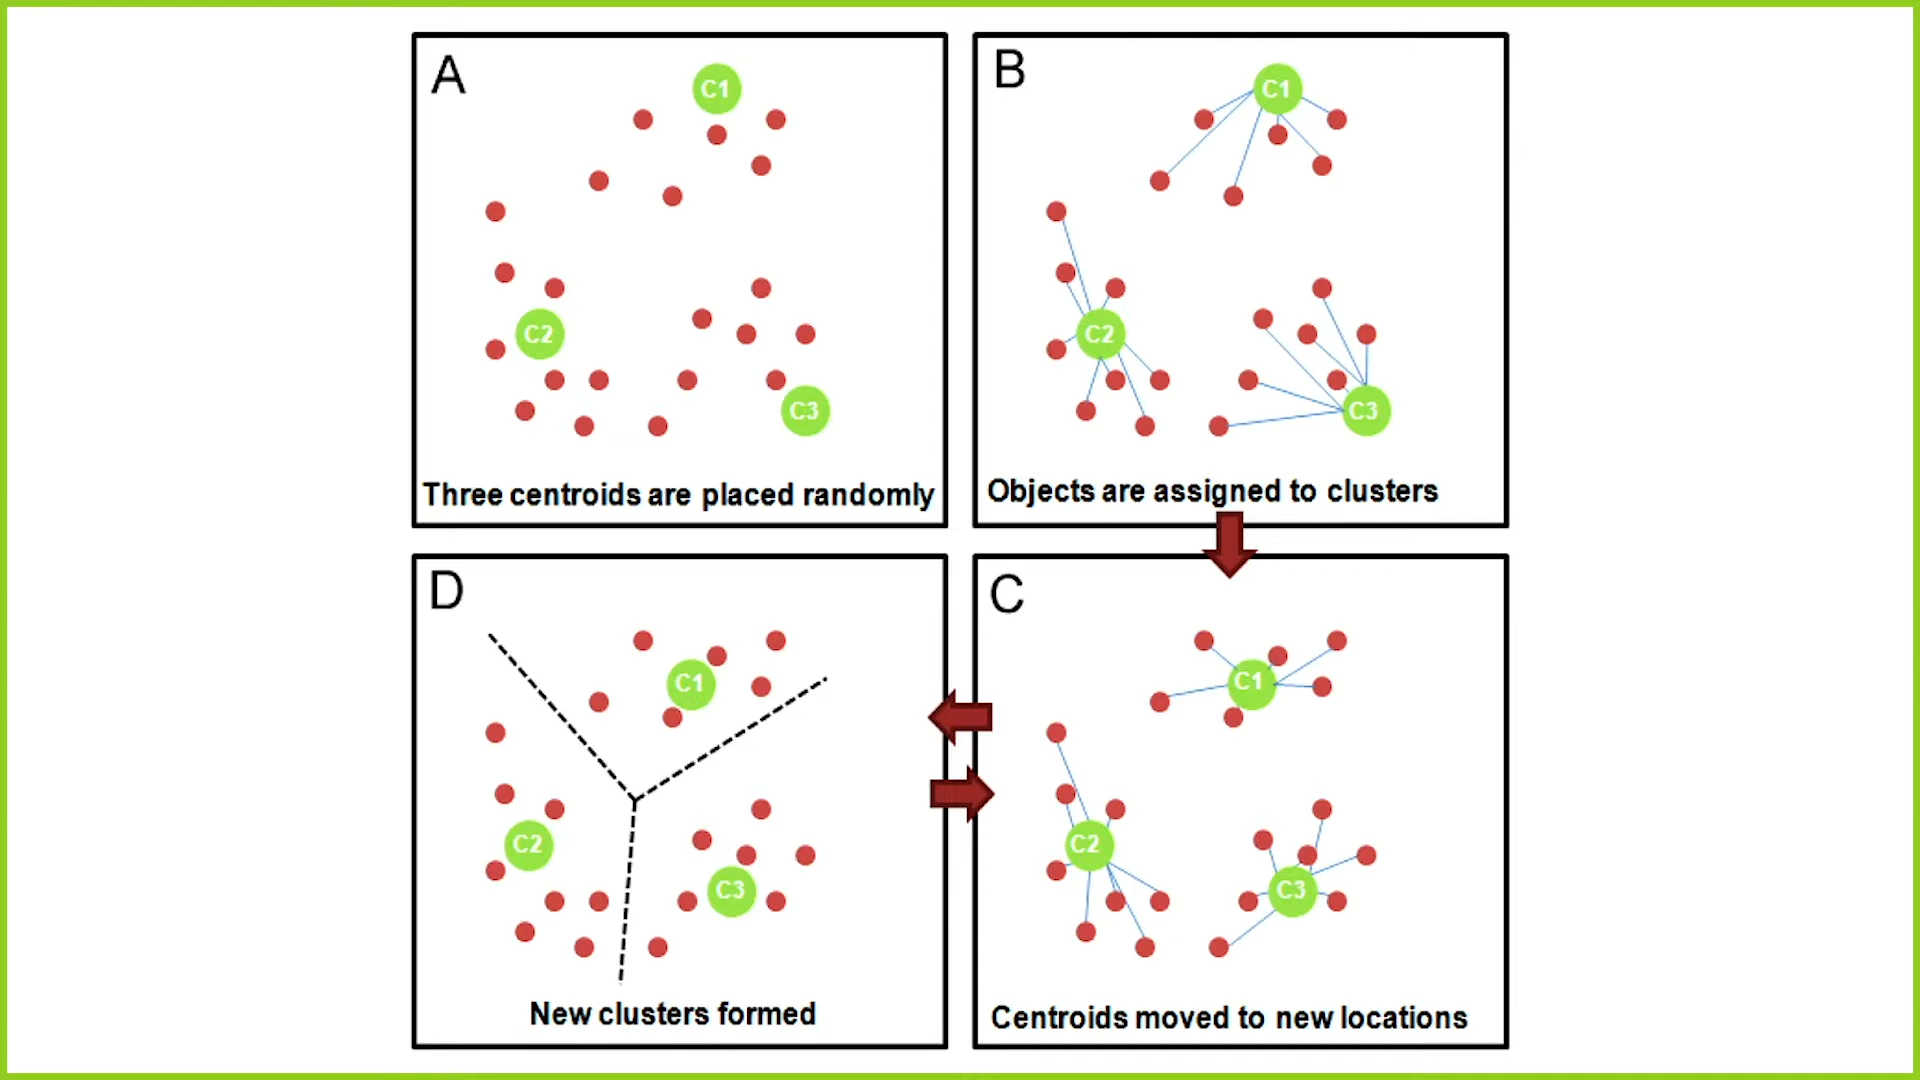 A
C1
C2
C3
Three centroids are placed randomly
B
C1
C2
C3
Objects are assigned to clusters
D
C1
C2
C3
New clusters formed
C
C1
C2
C3
Centroids moved to new locations